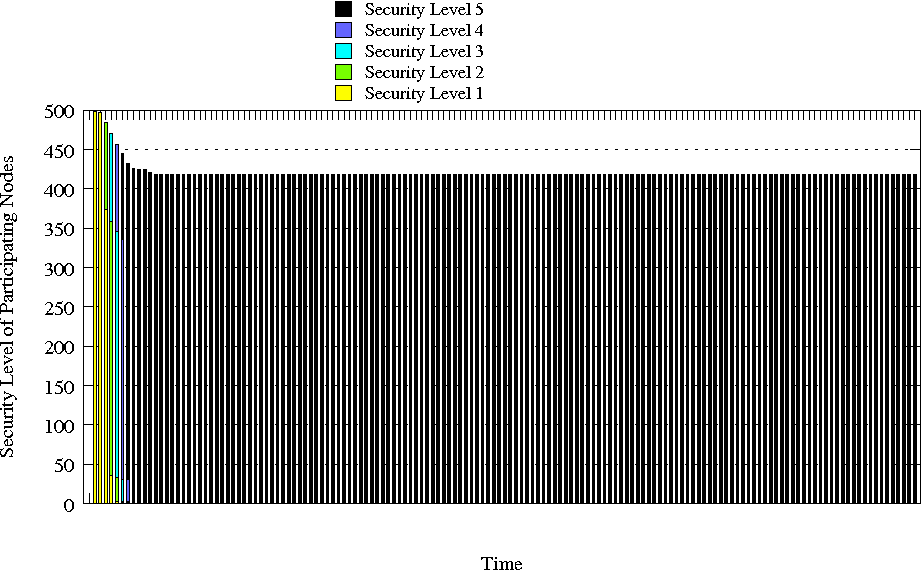 Security Level 5
Security Level 4
Security Level 3
Security Level 2
Security Level 1
500
450
400
350
300
250
200
150
100
50
0
Security Level of Participating Nodes
Time